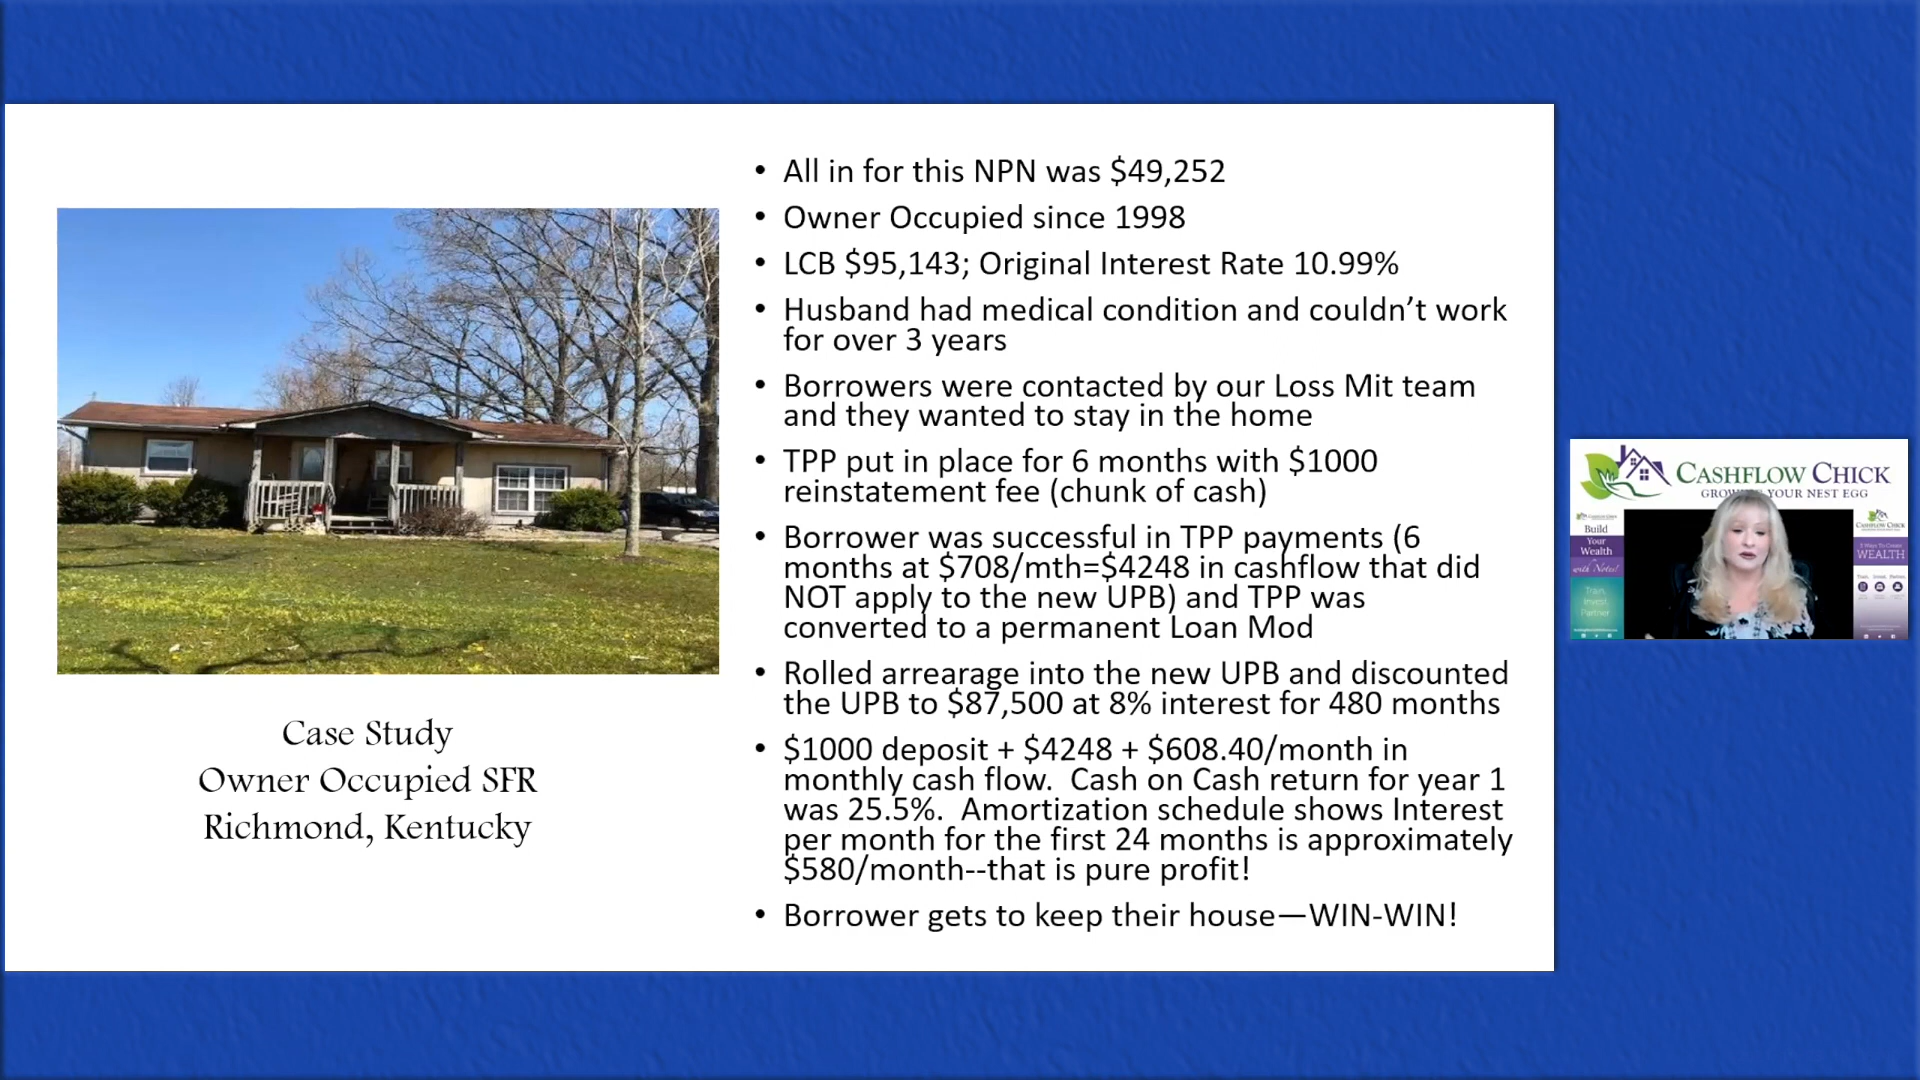 • All in for this NPN was $49,252
• Owner Occupied since 1998
• LCB $95,143; Original Interest Rate 10.99%
• Husband had medical condition and couldn’t work
for over 3 years
• Borrowers were contacted by our Loss Mit team
and they wanted to stay in the home
• TPP put in place for 6 months with $1000
reinstatement fee (chunk of cash)
• Borrower was successful in TPP payments (6
months at $708/mth=$4248 in cashflow that did
NOT apply to the new UPB) and TPP was
converted to a permanent Loan Mod
• Rolled arrearage into the new UPB and discounted
the UPB to $87,500 at 8% interest for 480 months
• $1000 deposit + $4248 + $608.40/month in
monthly cash flow.  Cash on Cash return for year 1
was 25.5%.  Amortization schedule shows Interest
per month for the first 24 months is approximately
$580/month--that is pure profit!
• Borrower gets to keep their house—WIN-WIN!
Case Study
Owner Occupied SFR
Richmond, Kentucky
CASHFLOW CHICK
YOUR NEST EGG
Build
Your
Wealth
with Notes!
Train
Invest
Partner
WEALTH